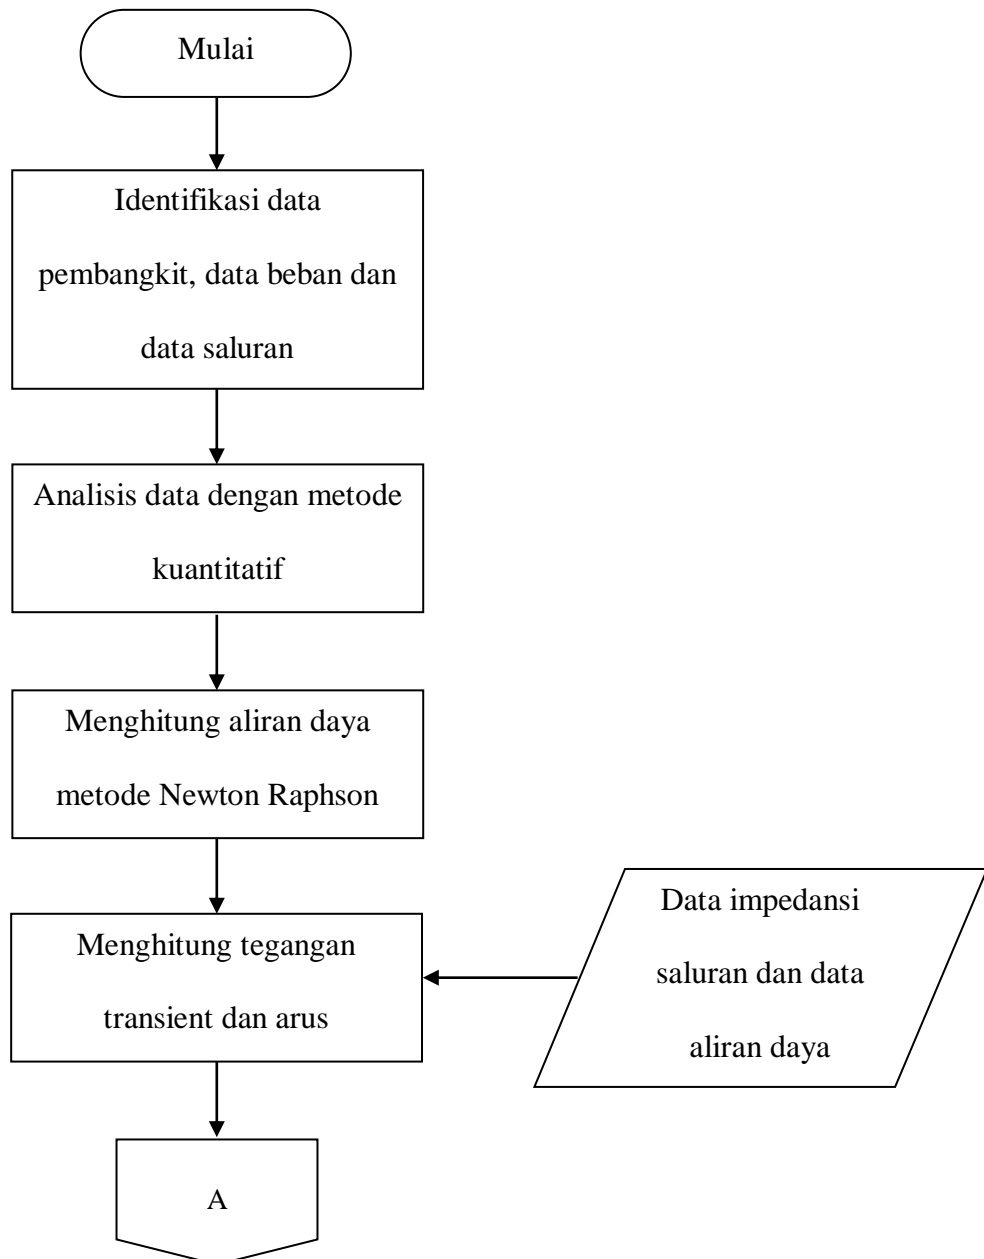 Mulai
Identifikasi data
pembangkit, data beban dan
data saluran
Analisis data dengan metode
kuantitatif
Menghitung aliran daya
metode Newton Raphson
Menghitung tegangan
transient dan arus
Data impedansi
saluran dan data
aliran daya
A